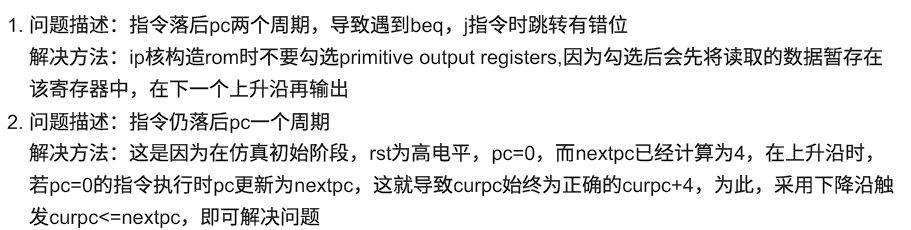 1. 问题描述：指令落后pc两个周期，导致遇到beq，j指令时跳转有错位
解决方法：ip核构造rom时不要勾选primitive output registers,因为勾选后会先将读取的数据暂存在
该寄存器中，在下一个上升沿再输出
2. 问题描述：指令仍落后pc一个周期
解决方法：这是因为在仿真初始阶段，rst为高电平，pc=0，而nextpc已经计算为4，在上升沿时，
若pc=0的指令执行时pc更新为nextpc，这就导致curpc始终为正确的curpc+4，为此，采用下降沿触
发curpc<=nextpc，即可解决问题